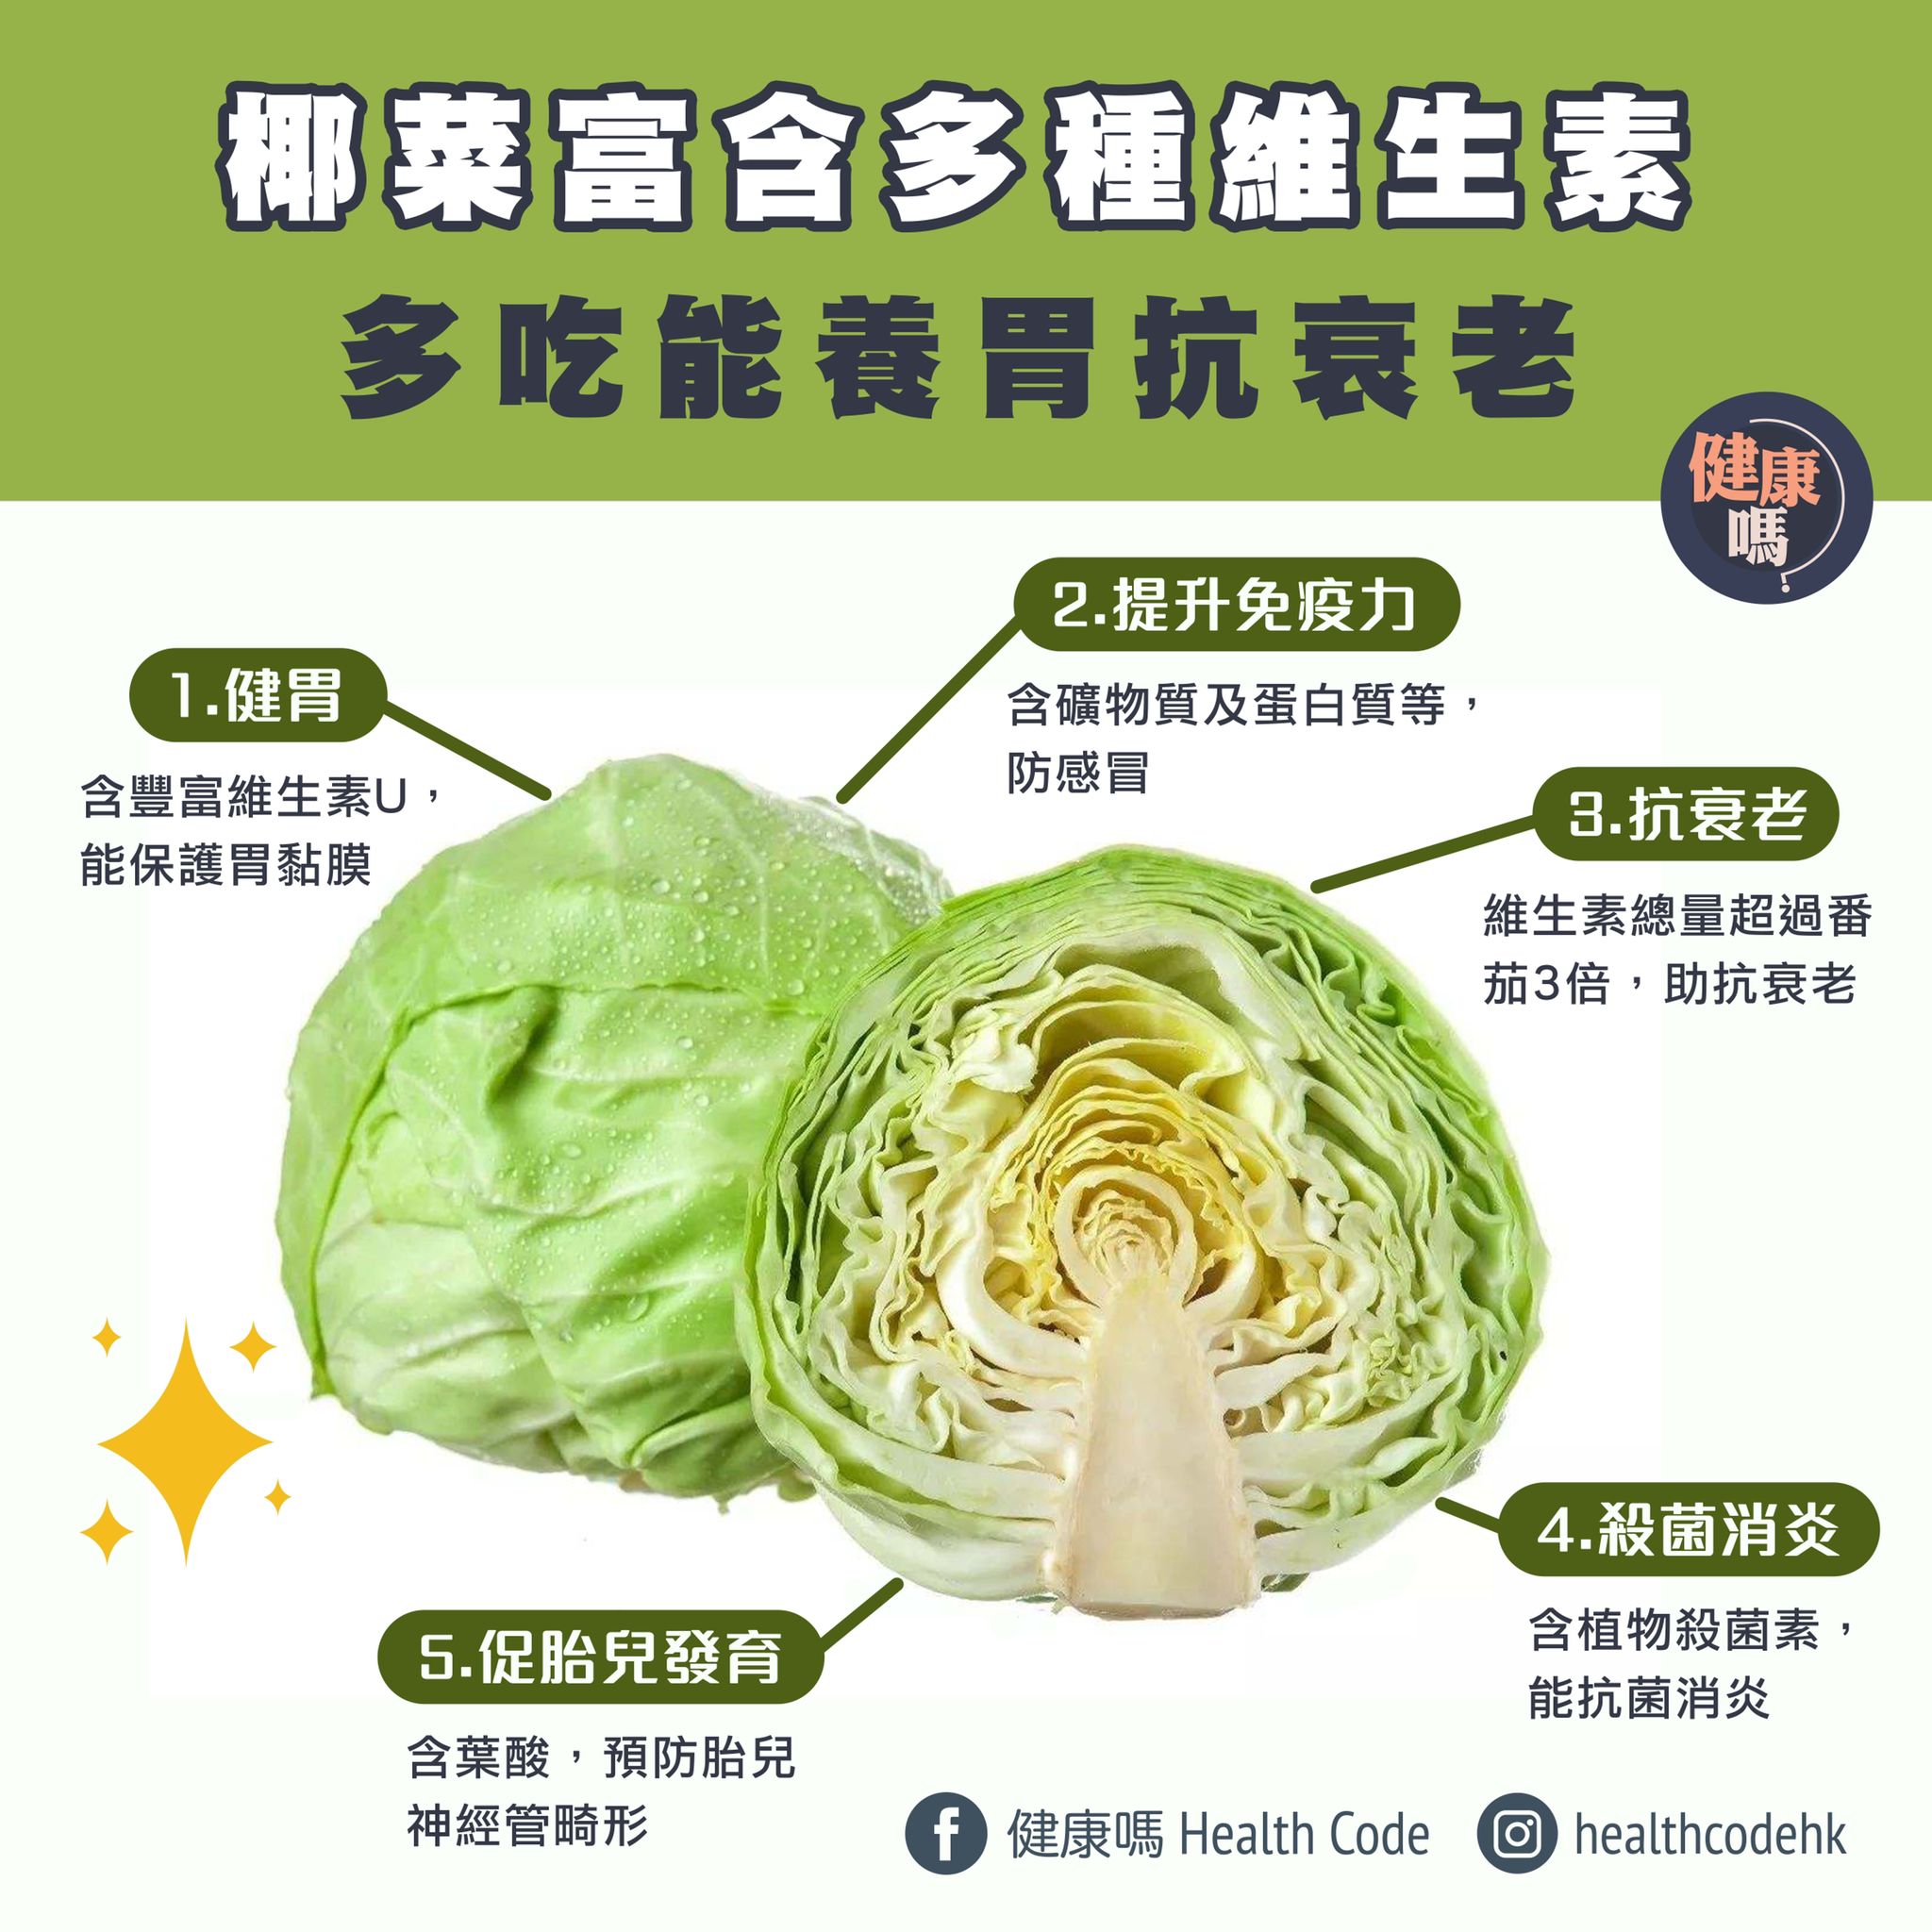 椰菜富含多種維生素
多吃能養胃抗衰老
健康
嗎?
1.健胃
含豐富維生素U，
能保護胃黏膜
2.提升免疫力
含礦物質及蛋白質等，
防感冒
3.抗衰老
維生素總量超過番
茄3倍，助抗衰老
4.殺菌消炎
含植物殺菌素，
能抗菌消炎
5.促胎兒發育
含葉酸，預防胎兒
神經管畸形
健康嗎 Health Code
healthcodehk